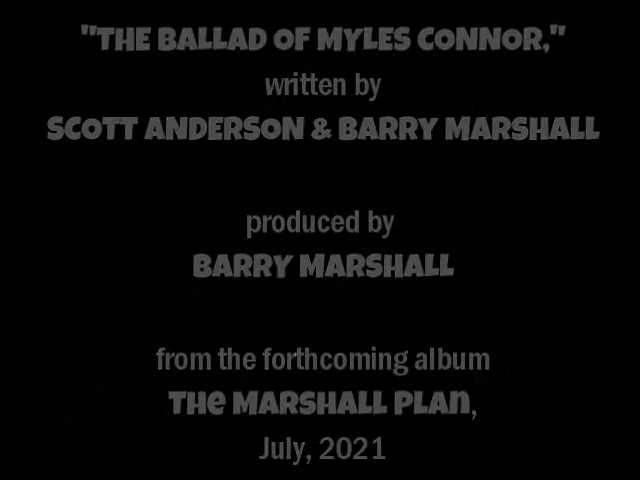 "THE BALLAD OF MYLES CONNOR,"
written by
SCOTT ANDERSON & BARRY MARSHALL
produced by
BARRY MARSHALL
from the forthcoming album
THe MARSHALL PLan,
July, 2021